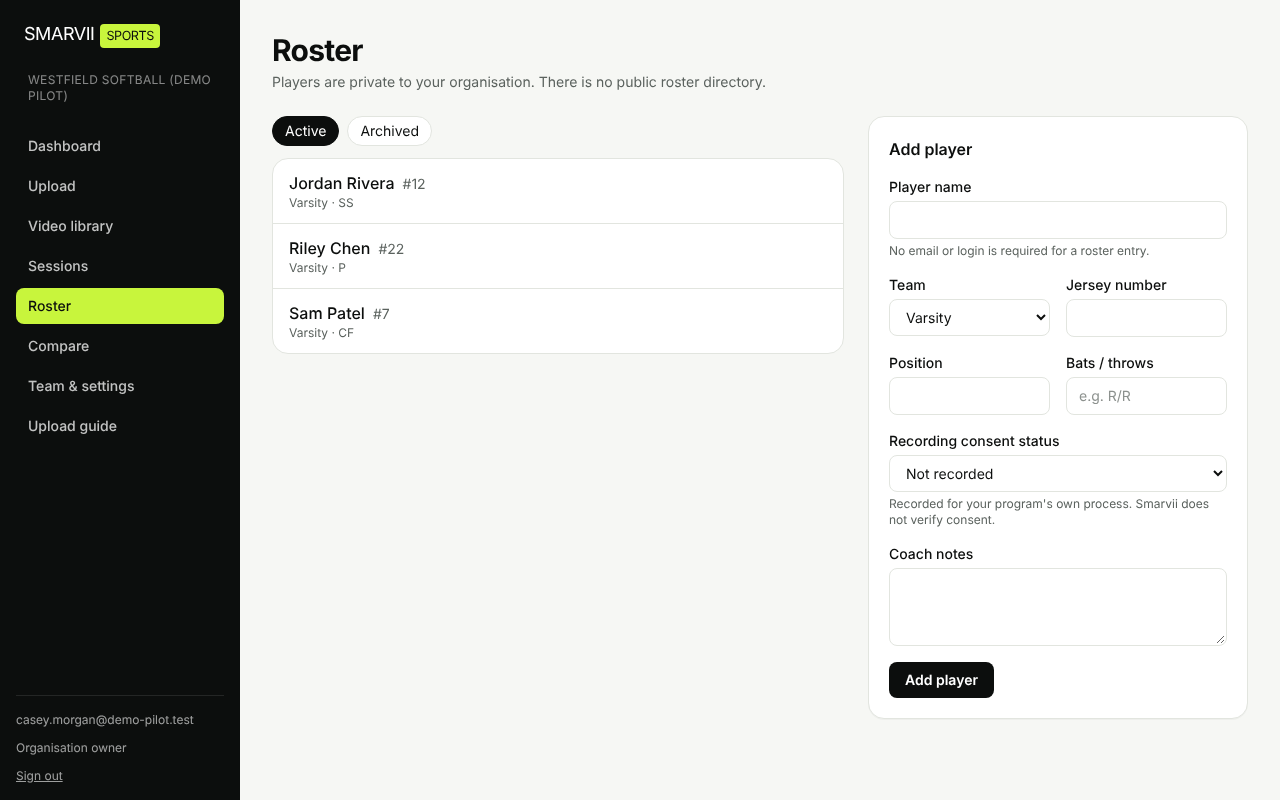 SMARVII SPORTS
WESTFIELD SOFTBALL (DEMO
PILOT)
Dashboard
Upload
Video library
Sessions
Roster
Compare
Team & settings
Upload guide
casey.morgan@demo-pilot.test
Organisation owner
Sign out
Roster
Players are private to your organisation. There is no public roster directory.
Active
Archived
Jordan Rivera #12
Varsity · SS
Riley Chen #22
Varsity · P
Sam Patel #7
Varsity · CF
Add player
Player name
No email or login is required for a roster entry.
Team
Jersey number
Varsity
Position
Bats / throws
e.g. R/R
Recording consent status
Not recorded
Recorded for your program's own process. Smarvii does
not verify consent.
Coach notes
Add player